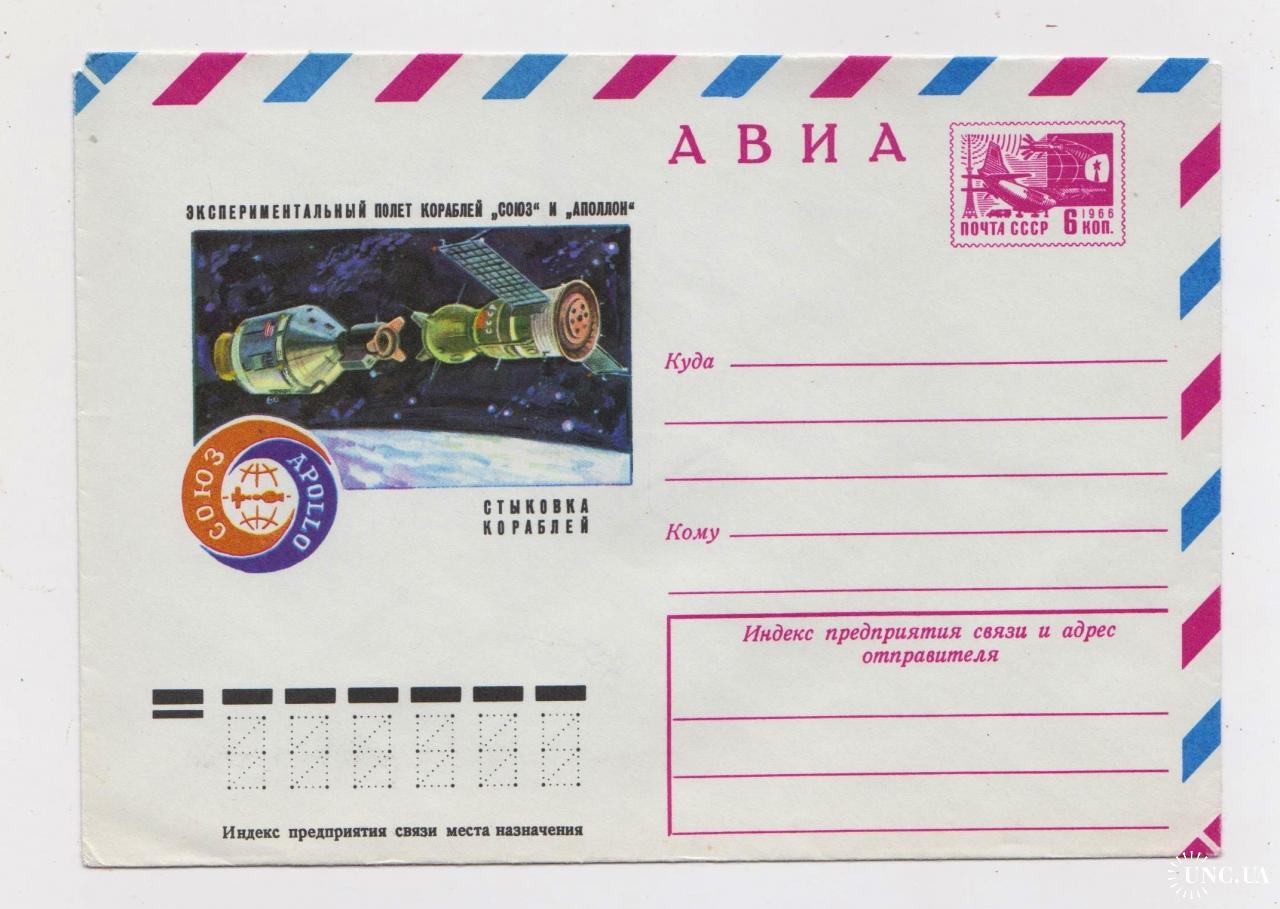 АВИА
1966
ПОЧТА СССР 6 КОП.
ЭКСПЕРИМЕНТАЛЬНЫЙ ПОЛЕТ КОРАБЛЕЙ „СОЮЗ“ И „АПОЛЛОН“
СССР
СОЮЗ
APOLLO
СТЫКОВКА
КОРАБЛЕЙ
Куда
Кому
Индекс предприятия связи и адрес
отправителя
Индекс предприятия связи места назначения
UNC.UA